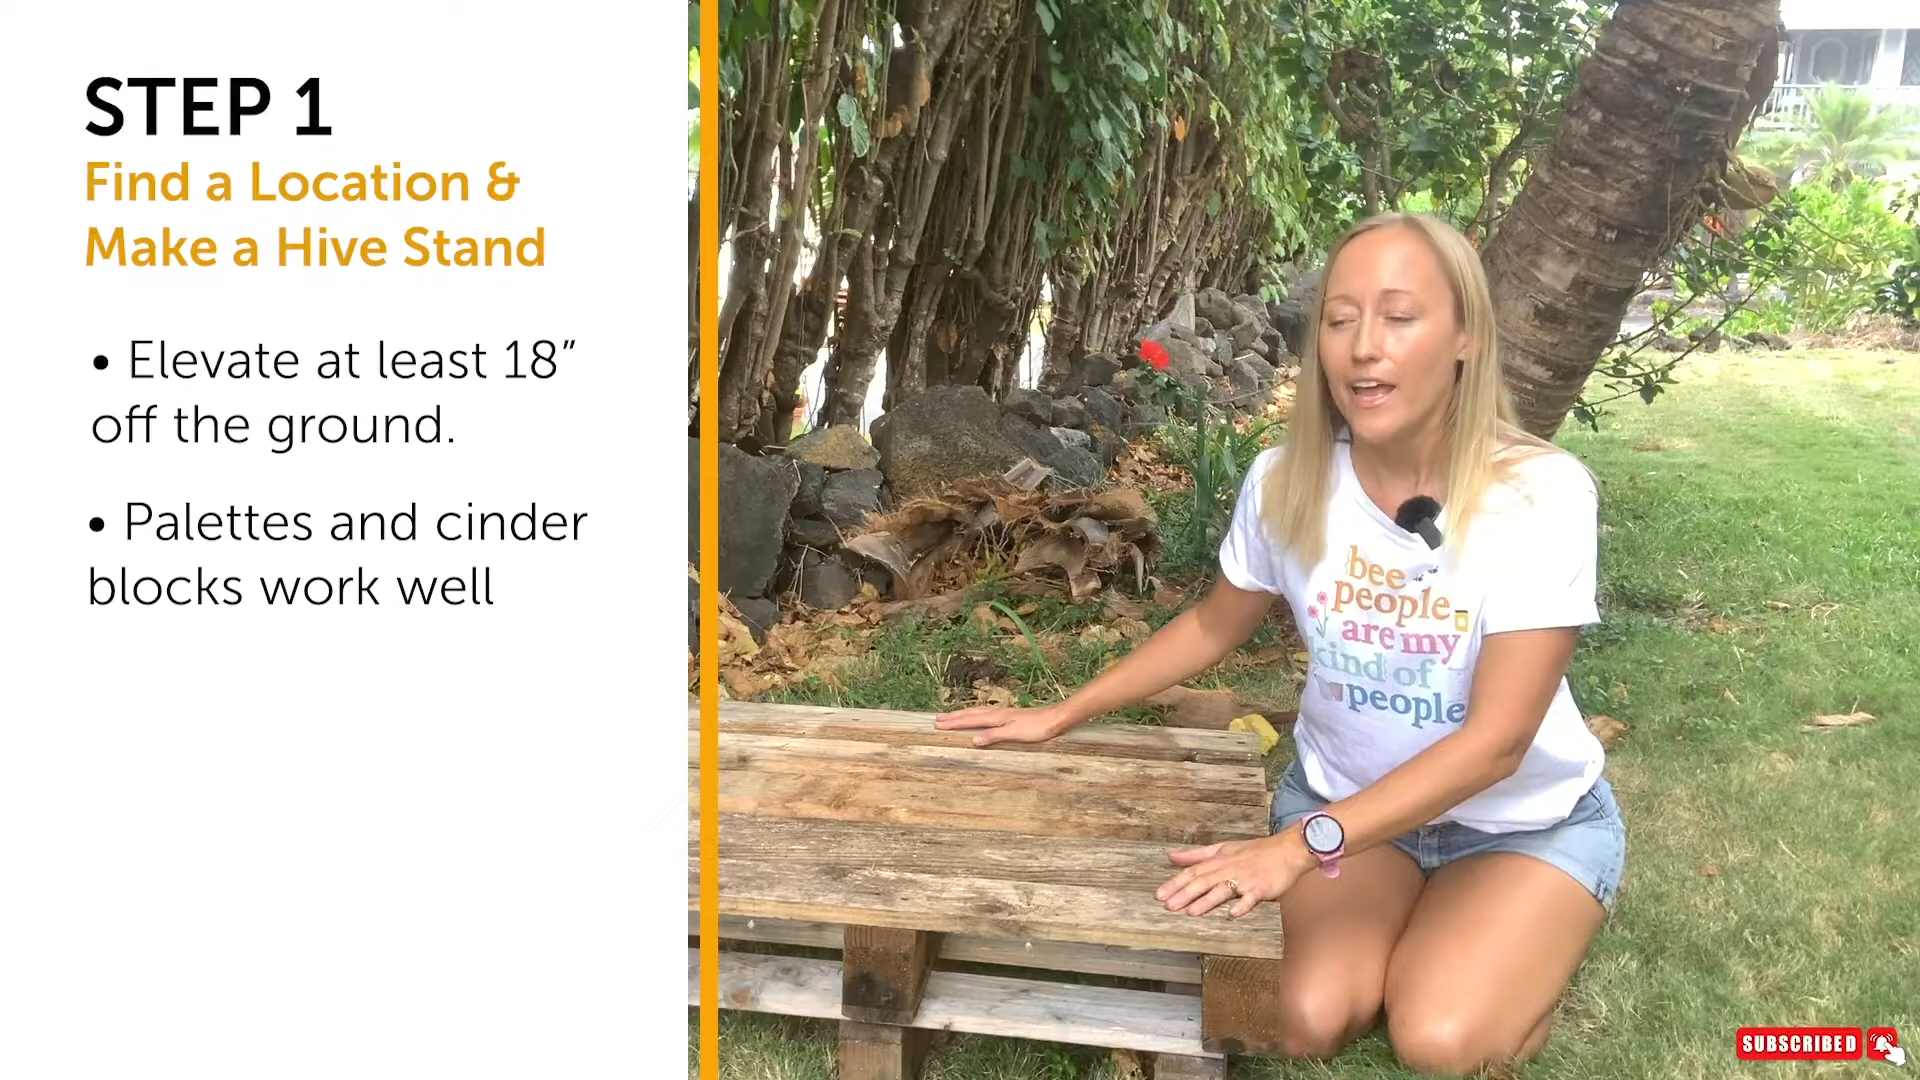 STEP 1
Find a Location &
Make a Hive Stand
• Elevate at least 18”
off the ground.
• Palettes and cinder
blocks work well
bee
people
are my
kind of
people
SUBSCRIBED